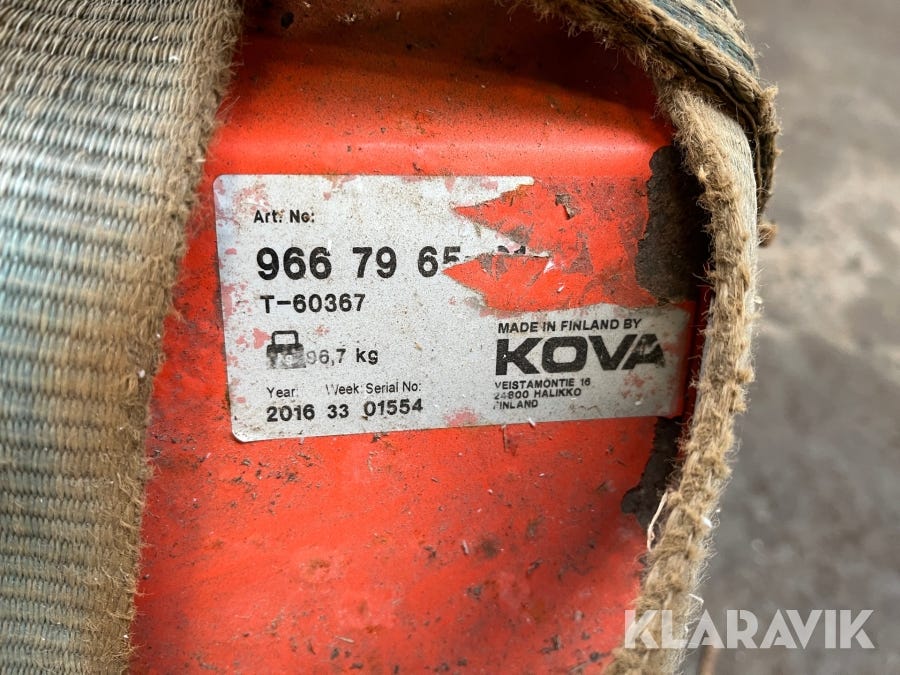 Art. No:
966 79 65
T-60367
96,7 kg
MADE IN FINLAND BY
KOVA
VEISTAMONTIE 16
24800 HALIKKO
FINLAND
Year: Week: Serial No:
2016 33 01554
KLARAVIK